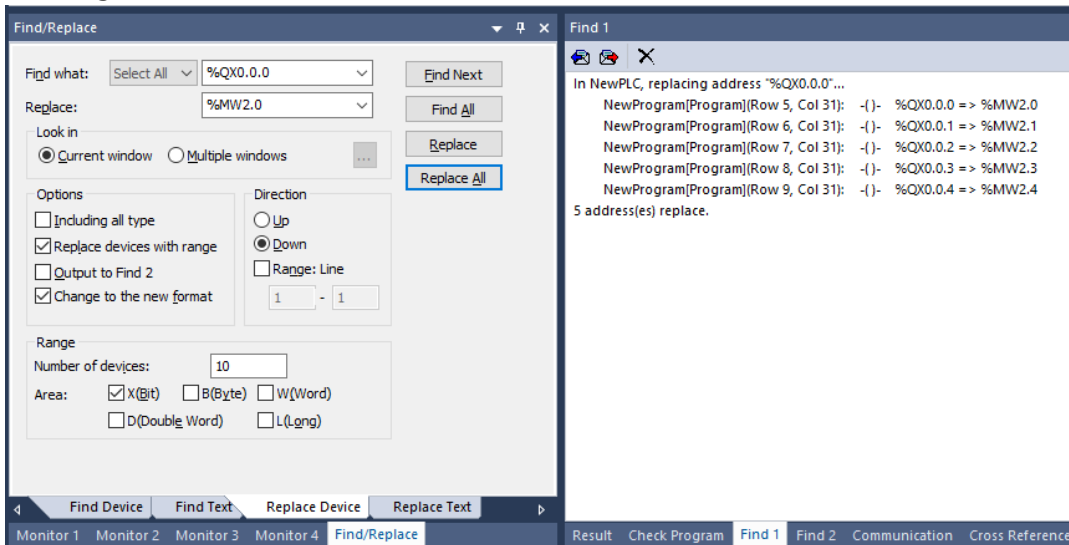 Find/Replace
Find what: Select All %QX0.0.0 Find Next
Replace: %MW2.0 Find All
Look in
Current window Multiple windows ... Replace
Replace All
Options Direction
Including all type Up
Replace devices with range Down
Output to Find 2 Range: Line
Change to the new format 1 - 1
Range
Number of devices: 10
Area: X(Bit) B(Byte) W(Word)
D(Double Word) L(Long)
Find Device Find Text Replace Device Replace Text
Monitor 1 Monitor 2 Monitor 3 Monitor 4 Find/Replace
Find 1
In NewPLC, replacing address "%QX0.0.0"...
NewProgram[Program](Row 5, Col 31): -( )- %QX0.0.0 => %MW2.0
NewProgram[Program](Row 6, Col 31): -( )- %QX0.0.1 => %MW2.1
NewProgram[Program](Row 7, Col 31): -( )- %QX0.0.2 => %MW2.2
NewProgram[Program](Row 8, Col 31): -( )- %QX0.0.3 => %MW2.3
NewProgram[Program](Row 9, Col 31): -( )- %QX0.0.4 => %MW2.4
5 address(es) replace.
Result Check Program Find 1 Find 2 Communication Cross Reference